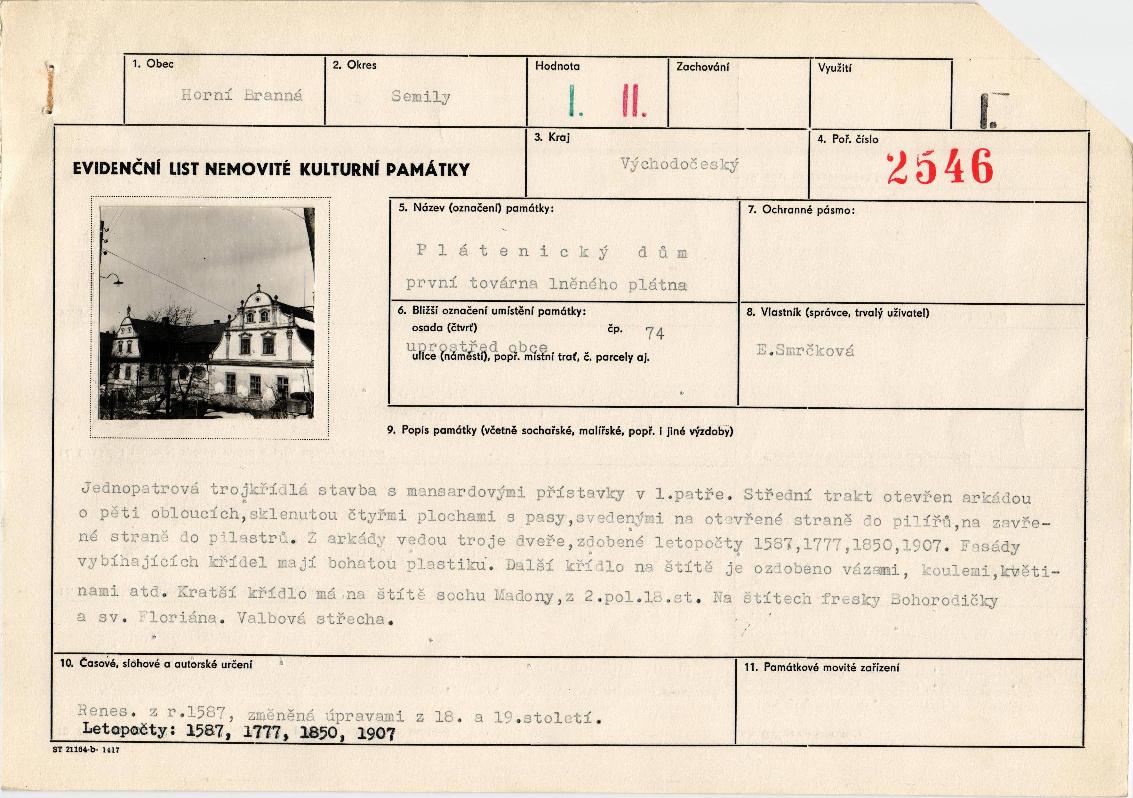 1. Obec
Horní Branná
2. Okres
Semily
Hodnota
I. II.
Zachování
Využití
I.
EVIDENČNÍ LIST NEMOVITÉ KULTURNÍ PAMÁTKY
3. Kraj
Východočeský
4. Poř. číslo
2546
5. Název (označení) památky:
Plátenický dům
první továrna lněného plátna
7. Ochranné pásmo:
6. Bližší označení umístění památky:
osada (čtvrť) čp. 74
uprostřed obce
ulice (náměstí), popř. místní trať, č. parcely aj.
8. Vlastník (správce, trvalý uživatel)
E.Smrčková
9. Popis památky (včetně sochařské, malířské, popř. i jiné výzdoby)
Jednopatrová trojkřídlá stavba s mansardovými přístavky v 1.patře. Střední trakt otevřen arkádou
o pěti obloucích,sklenutou čtyřmi plochami s pasy,svedenými na otevřené straně do pilířů,na zavře-
né straně do pilastrů. Z arkády vedou troje dveře,zdobené letopočty 1587,1777,1850,1907. Fasády
vybíhajících křídel mají bohatou plastiku. Další křídlo na štítě je ozdobeno vázami, koulemi,květi-
nami atd. Kratší křídlo má na štítě sochu Madony,z 2.pol.18.st. Na štítech fresky Bohorodičky
a sv. Floriána. Valbová střecha.
10. Časové, slohové a autorské určení
Renes. z r.1587, změněná úpravami z 18. a 19.století.
Letopočty: 1587, 1777, 1850, 1907
11. Památkové movité zařízení
ST 21164-b- 1417